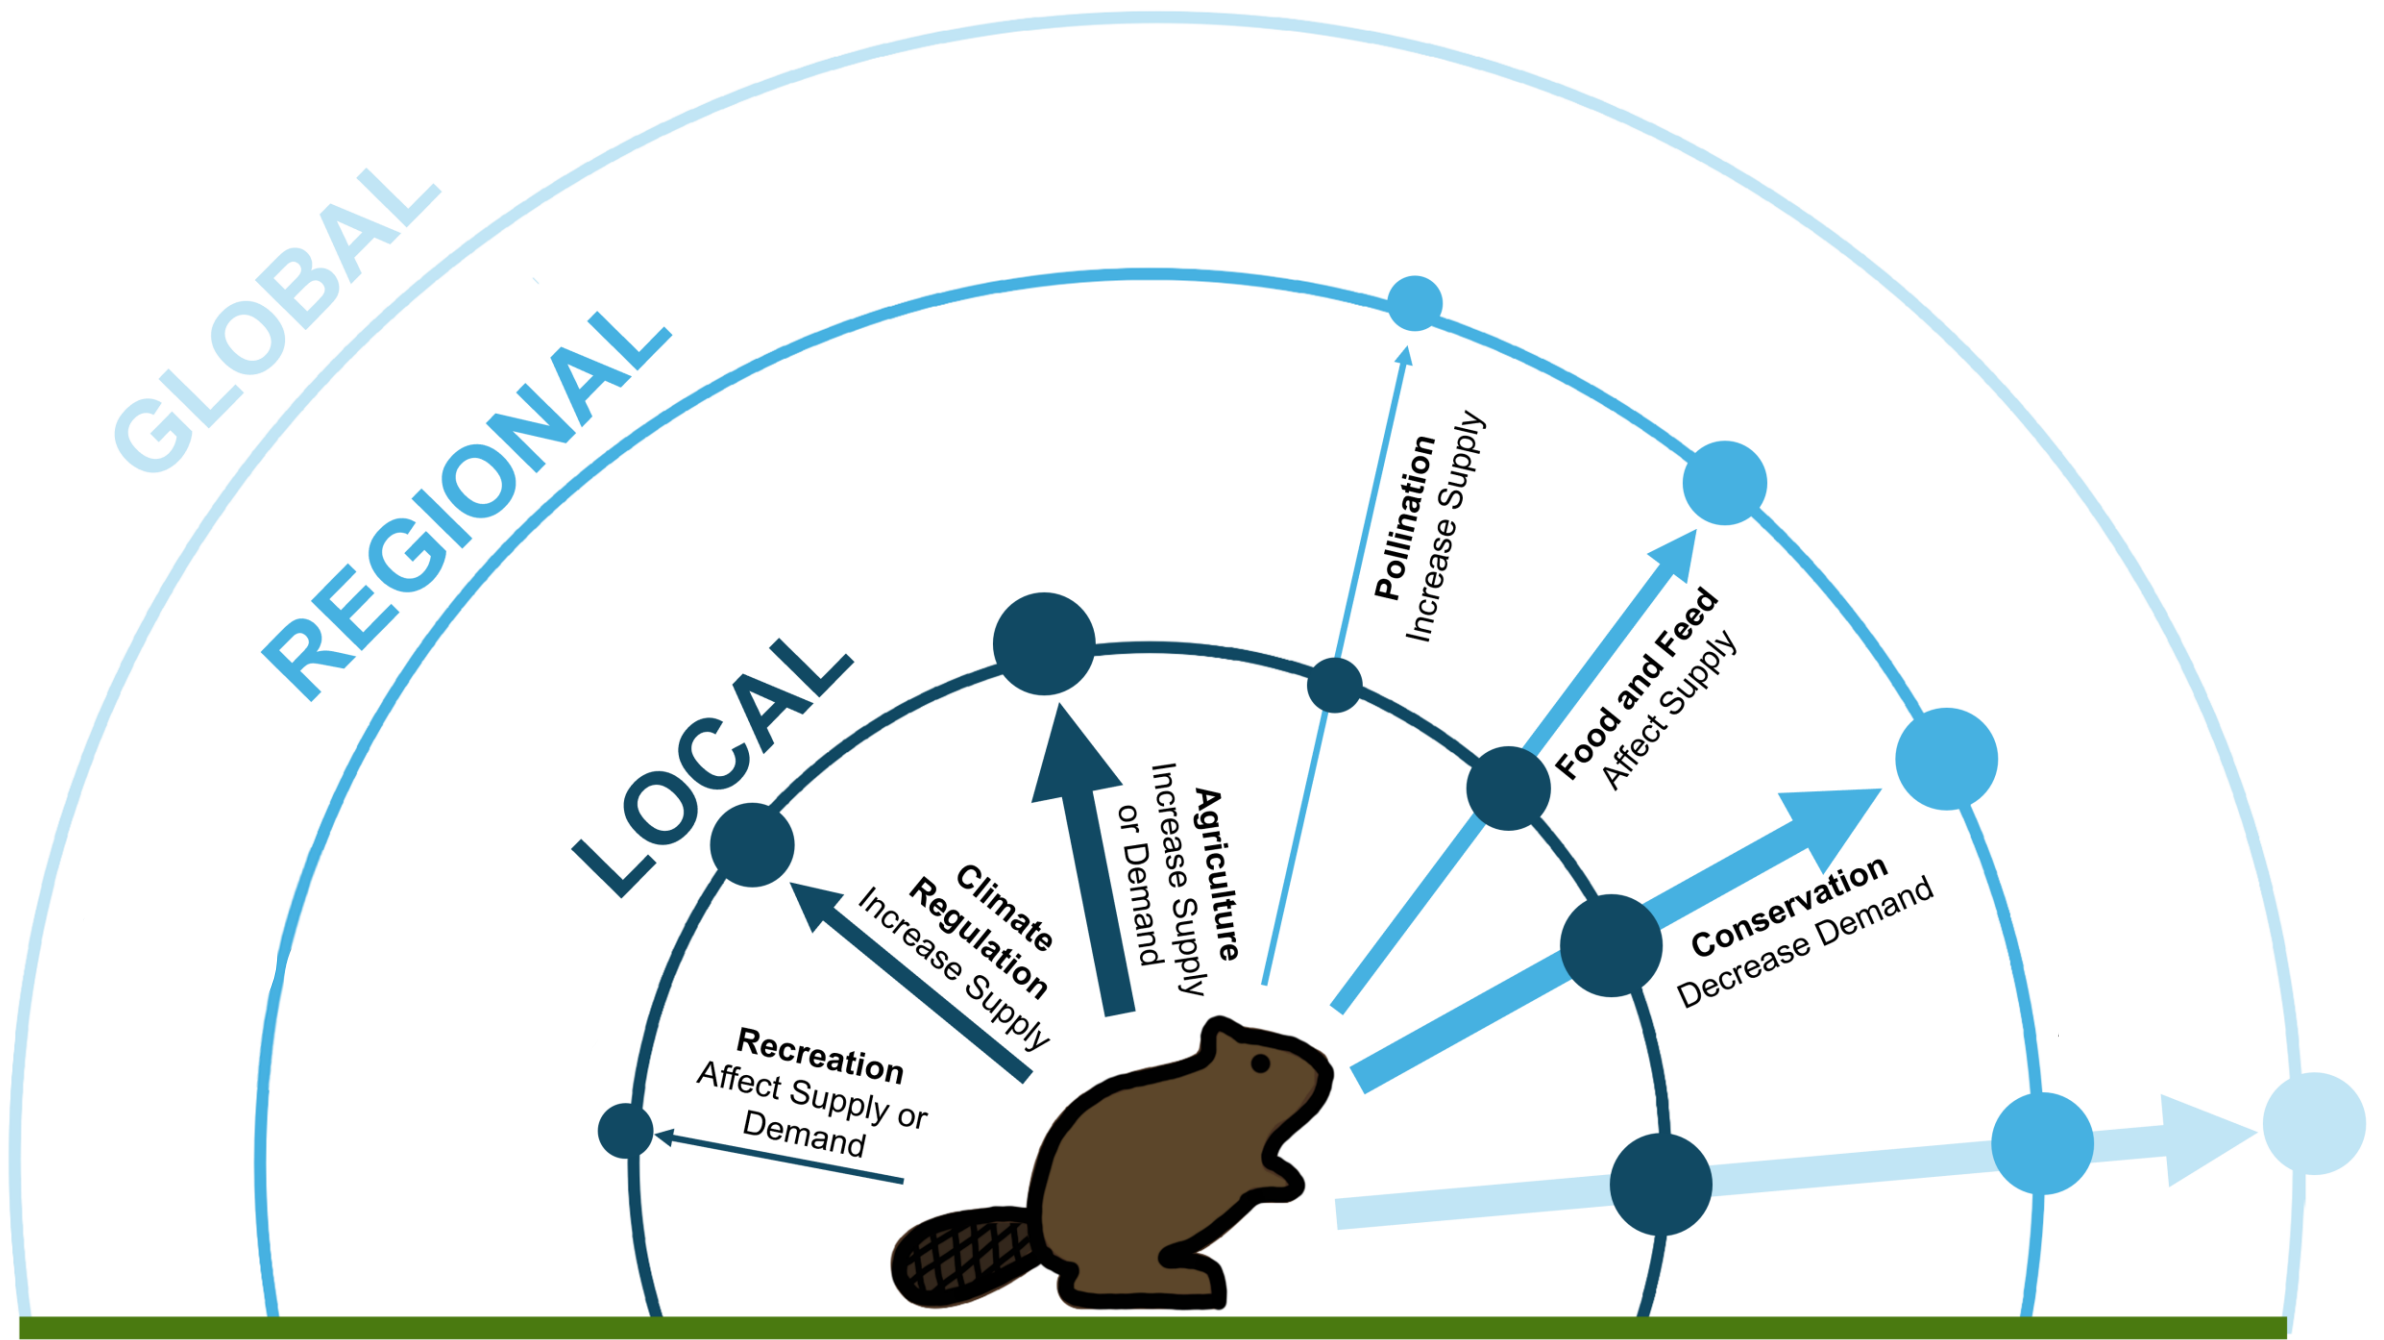 GLOBAL
REGIONAL
LOCAL
Recreation
Affect Supply or
Demand
Climate
Regulation
Increase Supply
Agriculture
Increase Supply
or Demand
Pollination
Increase Supply
Food and Feed
Affect Supply
Conservation
Decrease Demand